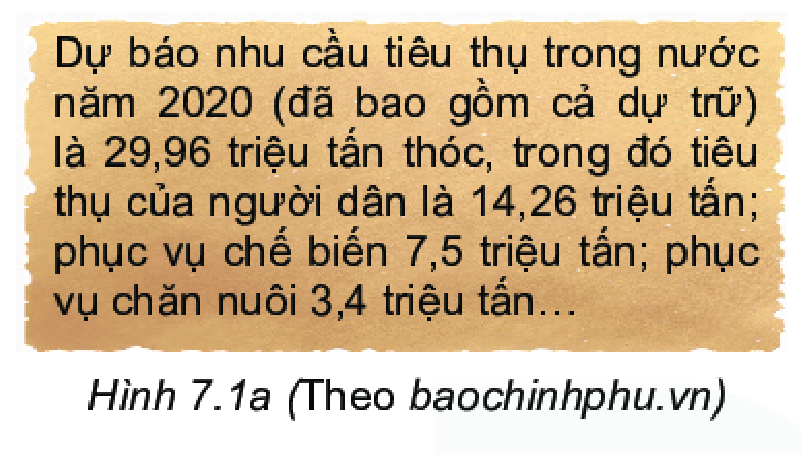 Dự báo nhu cầu tiêu thụ trong nước
năm 2020 (đã bao gồm cả dự trữ)
là 29,96 triệu tấn thóc, trong đó tiêu
thụ của người dân là 14,26 triệu tấn;
phục vụ chế biến 7,5 triệu tấn; phục
vụ chăn nuôi 3,4 triệu tấn...
Hình 7.1a (Theo baochinhphu.vn)